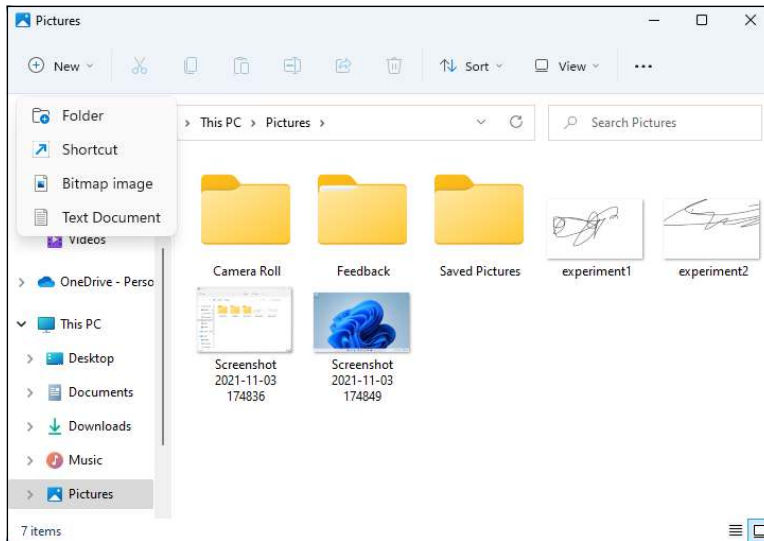 Pictures
New
Sort
View
Folder
Shortcut
Bitmap image
Text Document
This PC > Pictures >
Search Pictures
Videos
OneDrive - Perso
This PC
Desktop
Documents
Downloads
Music
Pictures
Camera Roll
Feedback
Saved Pictures
experiment1
experiment2
Screenshot
2021-11-03
174836
Screenshot
2021-11-03
174849
7 items